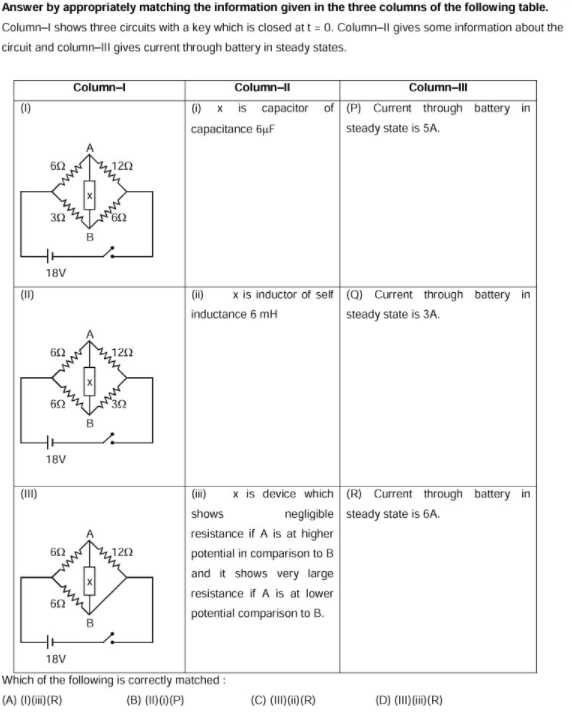 Answer by appropriately matching the information given in the three columns of the following table.
Column–I shows three circuits with a key which is closed at t = 0. Column–II gives some information about the
circuit and column–III gives current through battery in steady states.
Column–I Column–II Column–III
(I) (i) x is capacitor of (P) Current through battery in
capacitance 6μF steady state is 5A.
A
6Ω 12Ω
x
3Ω 6Ω
B
18V
(II) (ii) x is inductor of self (Q) Current through battery in
inductance 6 mH steady state is 3A.
A
6Ω 12Ω
x
6Ω 3Ω
B
18V
(III) (iii) x is device which (R) Current through battery in
shows negligible steady state is 6A.
resistance if A is at higher
potential in comparison to B
and it shows very large
resistance if A is at lower
potential comparison to B.
A
6Ω 12Ω
x
6Ω
B
18V
Which of the following is correctly matched :
(A) (I)(iii)(R) (B) (II)(i)(P) (C) (III)(ii)(R) (D) (III)(iii)(R)